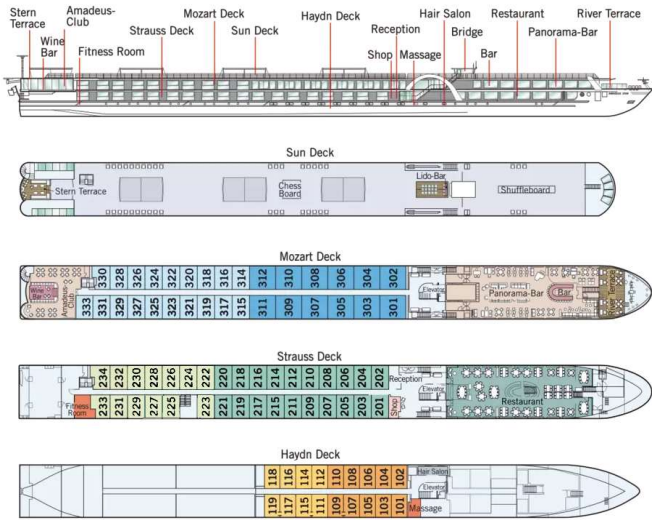 Stern Terrace
Wine Bar
Amadeus-Club
Fitness Room
Strauss Deck
Mozart Deck
Sun Deck
Haydn Deck
Reception
Shop
Massage
Hair Salon
Bridge
Bar
Restaurant
Panorama-Bar
River Terrace
Sun Deck
Stern Terrace
Chess Board
Lido-Bar
Shuffleboard
Mozart Deck
Wine Bar
Amadeus-Club
330 328 326 324 322 320 318 316 314 312 310 308 306 304 302
333 331 329 327 325 323 321 319 317 315 311 309 307 305 303 301
Elevator
Panorama-Bar
Bar
River Terrace
Strauss Deck
234 232 230 228 226 224 222 220 218 216 214 212 210 208 206 204 202
Reception
Fitness Room
233 231 229 227 225 223 221 219 217 215 211 209 207 205 203 201
Shop
Elevator
Restaurant
Haydn Deck
118 116 114 112 110 108 106 104 102
Hair Salon
119 117 115 111 109 107 105 103 101
Elevator
Massage